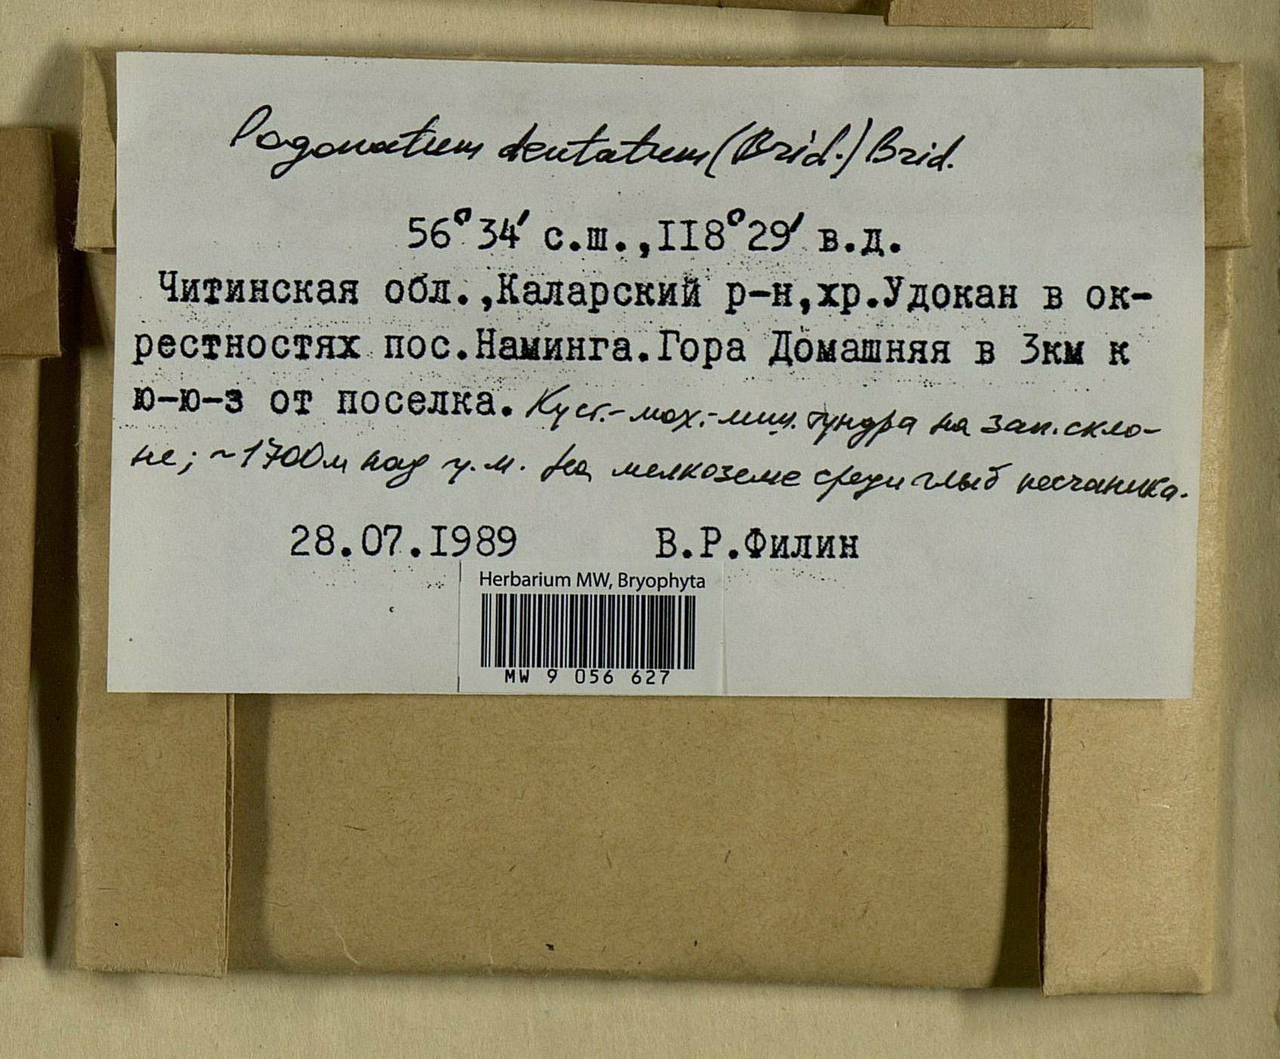 Pogonatum dentatum (Brid.) Brid.
56°34′ с.ш.,II8°29′ в.д.
Читинская обл.,Каларский р-н,хр.Удокан в ок-
рестностях пос.Наминга.Гора Домашняя в 3км к
ю-ю-з от поселка. Куст.-мох.-лиш. тундра на зап.скло-
не; ~1700м над у.м. На мелкоземе среди глыб песчаника.
28.07.I989 В.Р.Филин
Herbarium MW, Bryophyta
MW 9 056 627